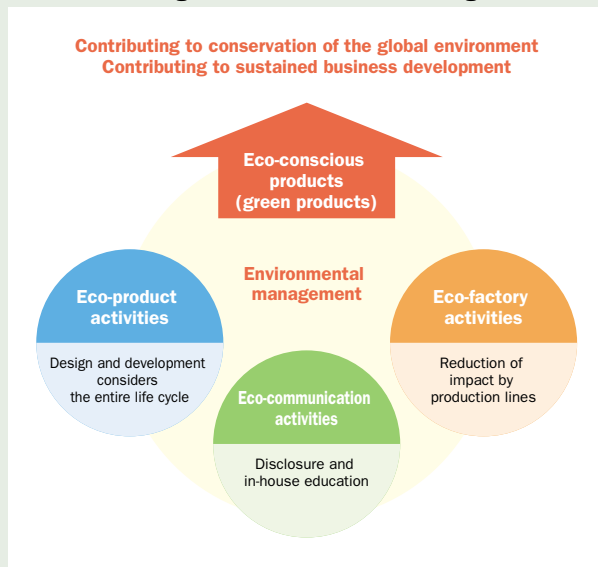 Contributing to conservation of the global environment
Contributing to sustained business development
Eco-conscious
products
(green products)
Environmental
management
Eco-product
activities
Design and development
considers
the entire life cycle
Eco-communication
activities
Disclosure and
in-house education
Eco-factory
activities
Reduction of
impact by
production lines